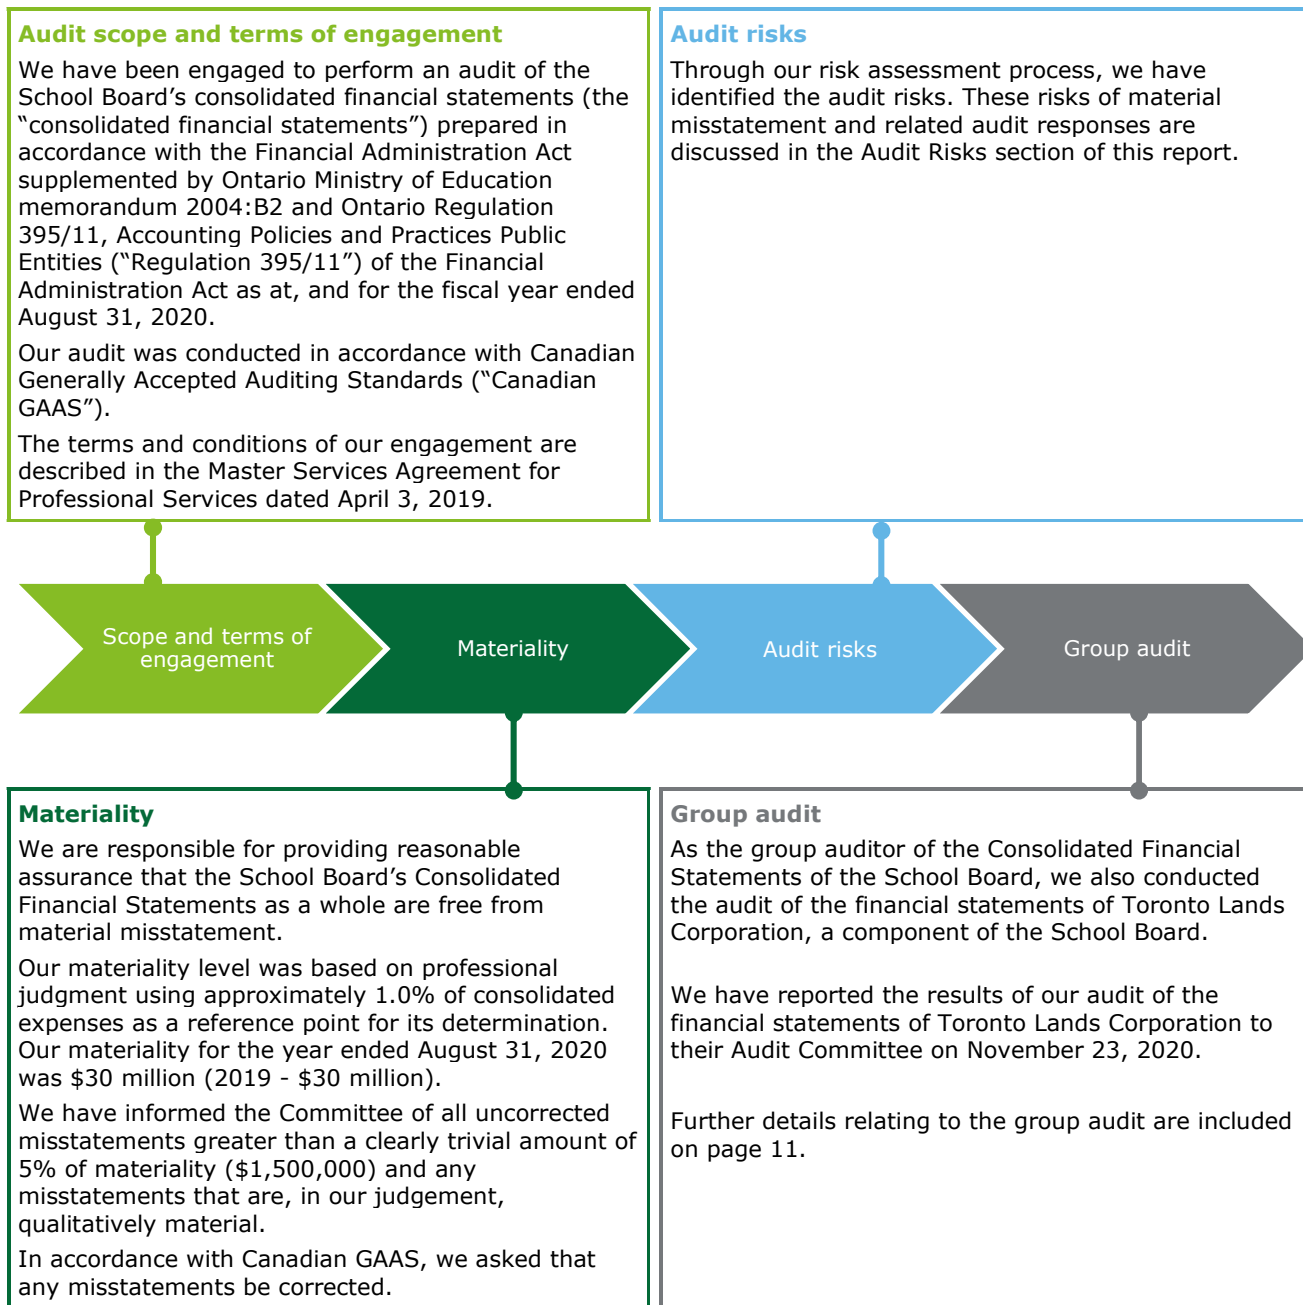 Audit scope and terms of engagement
We have been engaged to perform an audit of the
School Board's consolidated financial statements (the
“consolidated financial statements”) prepared in
accordance with the Financial Administration Act
supplemented by Ontario Ministry of Education
memorandum 2004:B2 and Ontario Regulation
395/11, Accounting Policies and Practices Public
Entities (“Regulation 395/11”) of the Financial
Administration Act as at, and for the fiscal year ended
August 31, 2020.
Our audit was conducted in accordance with Canadian
Generally Accepted Auditing Standards (“Canadian
GAAS”).
The terms and conditions of our engagement are
described in the Master Services Agreement for
Professional Services dated April 3, 2019.
Audit risks
Through our risk assessment process, we have
identified the audit risks. These risks of material
misstatement and related audit responses are
discussed in the Audit Risks section of this report.
Scope and terms of
engagement
Materiality
Audit risks
Group audit
Materiality
We are responsible for providing reasonable
assurance that the School Board's Consolidated
Financial Statements as a whole are free from
material misstatement.
Our materiality level was based on professional
judgment using approximately 1.0% of consolidated
expenses as a reference point for its determination.
Our materiality for the year ended August 31, 2020
was $30 million (2019 - $30 million).
We have informed the Committee of all uncorrected
misstatements greater than a clearly trivial amount of
5% of materiality ($1,500,000) and any
misstatements that are, in our judgement,
qualitatively material.
In accordance with Canadian GAAS, we asked that
any misstatements be corrected.
Group audit
As the group auditor of the Consolidated Financial
Statements of the School Board, we also conducted
the audit of the financial statements of Toronto Lands
Corporation, a component of the School Board.
We have reported the results of our audit of the
financial statements of Toronto Lands Corporation to
their Audit Committee on November 23, 2020.
Further details relating to the group audit are included
on page 11.